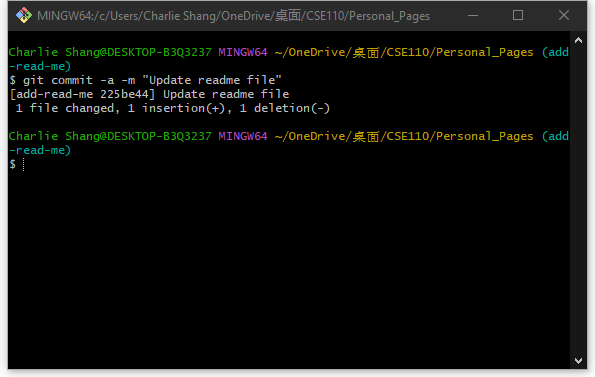 MINGW64:/c/Users/Charlie Shang/OneDrive/桌面/CSE110/Personal_Pages
Charlie Shang@DESKTOP-B3Q3237 MINGW64 ~/OneDrive/桌面/CSE110/Personal_Pages (add
-read-me)
$ git commit -a -m "Update readme file"
[add-read-me 225be44] Update readme file
 1 file changed, 1 insertion(+), 1 deletion(-)
Charlie Shang@DESKTOP-B3Q3237 MINGW64 ~/OneDrive/桌面/CSE110/Personal_Pages (add
-read-me)
$